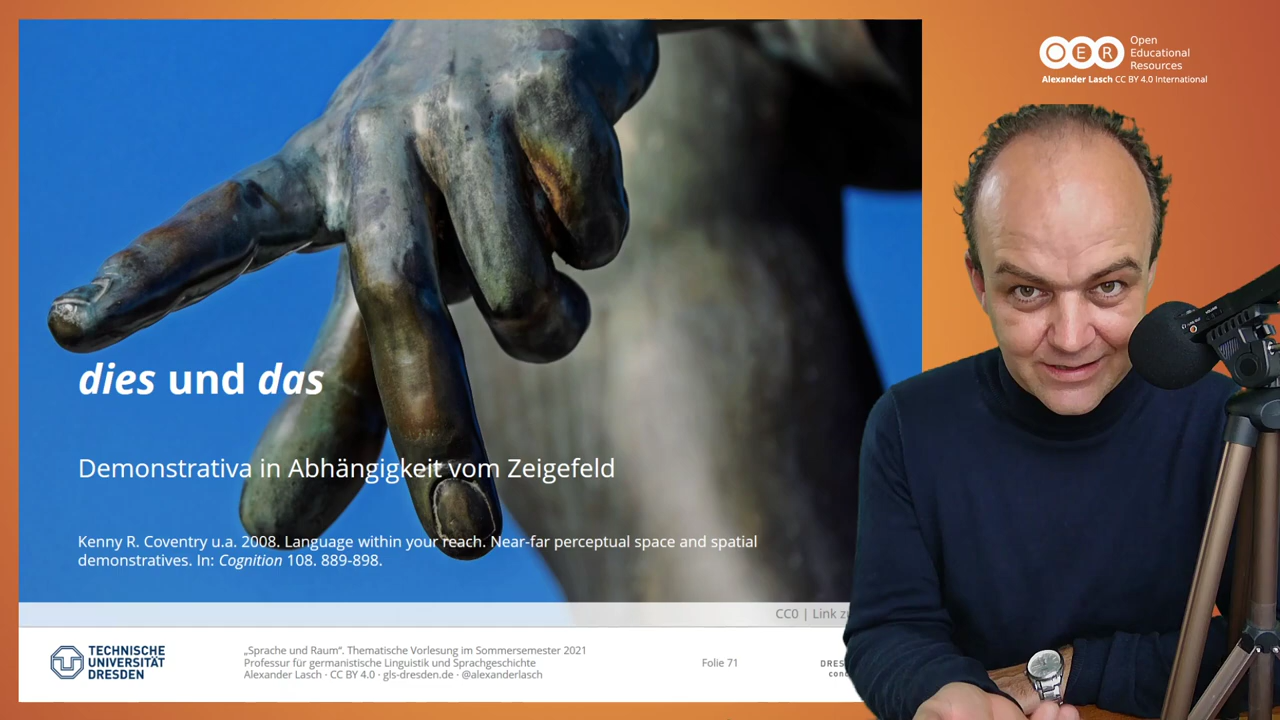 OER
Open
Educational
Resources
Alexander Lasch CC BY 4.0 International
dies und das
Demonstrativa in Abhängigkeit vom Zeigefeld
Kenny R. Coventry u.a. 2008. Language within your reach. Near-far perceptual space and spatial
demonstratives. In: Cognition 108. 889-898.
CC0 | Link
TECHNISCHE
UNIVERSITÄT
DRESDEN
„Sprache und Raum“. Thematische Vorlesung im Sommersemester 2021
Professur für germanistische Linguistik und Sprachgeschichte
Alexander Lasch · CC BY 4.0 · gls-dresden.de · @alexanderlasch
Folie 71